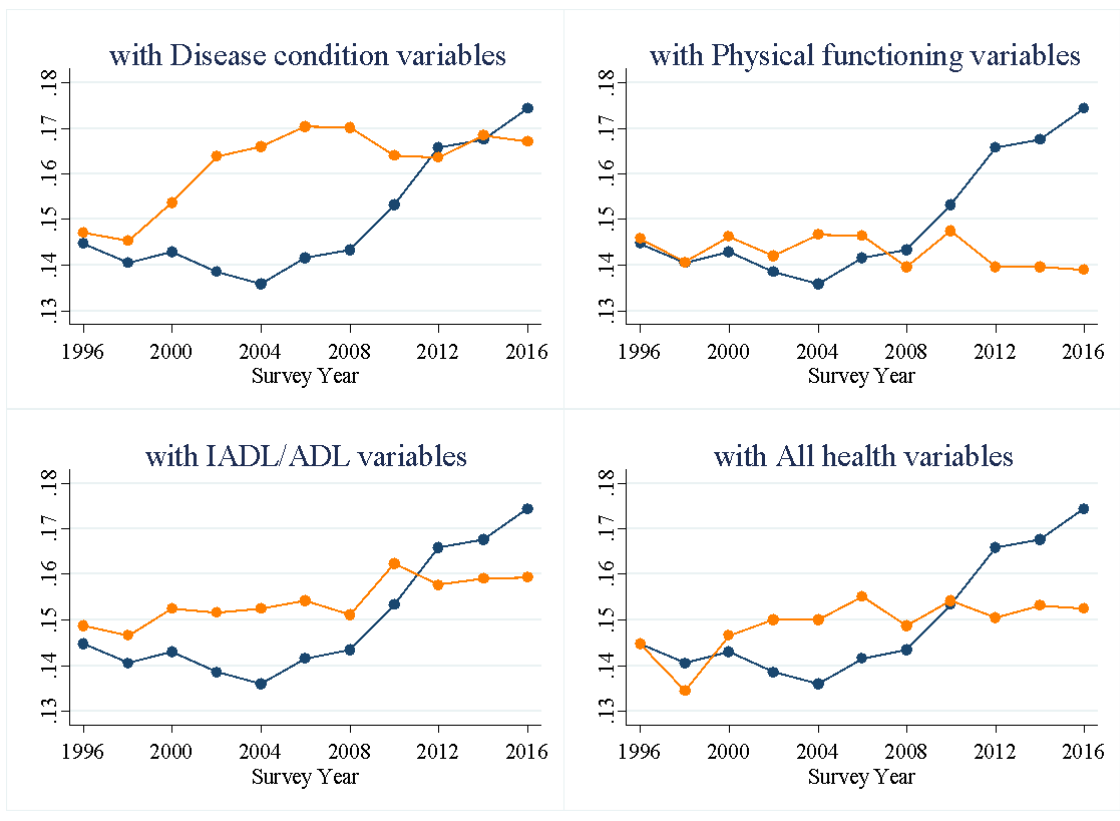 with Disease condition variables
.18
.17
.16
.15
.14
.13
1996 2000 2004 2008 2012 2016
Survey Year
with Physical functioning variables
.18
.17
.16
.15
.14
.13
1996 2000 2004 2008 2012 2016
Survey Year
with IADL/ADL variables
.18
.17
.16
.15
.14
.13
1996 2000 2004 2008 2012 2016
Survey Year
with All health variables
.18
.17
.16
.15
.14
.13
1996 2000 2004 2008 2012 2016
Survey Year